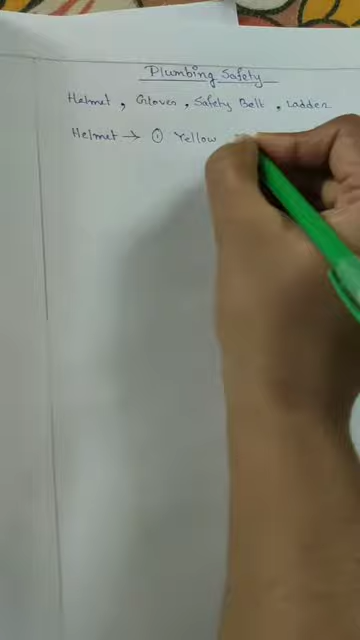 Plumbing Safety
Helmet, Gloves, Safety Belt, Ladder
Helmet → ① Yellow